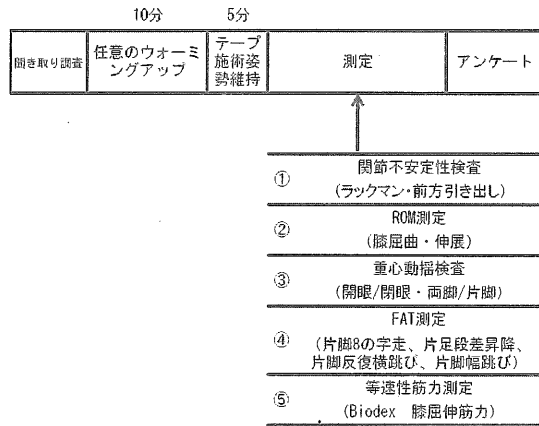 10分
5分
聞き取り調査
任意のウォーミ
ングアップ
テープ
施術姿
勢維持
測定
アンケート
①
関節不安定性検査
(ラックマン・前方引き出し)
②
ROM測定
(膝屈曲・伸展)
③
重心動揺検査
(開眼/閉眼・両脚/片脚)
④
FAT測定
(片脚8の字走、片足段差昇降、
片脚反復横跳び、片脚幅跳び)
⑤
等速性筋力測定
(Biodex 膝屈伸筋力)